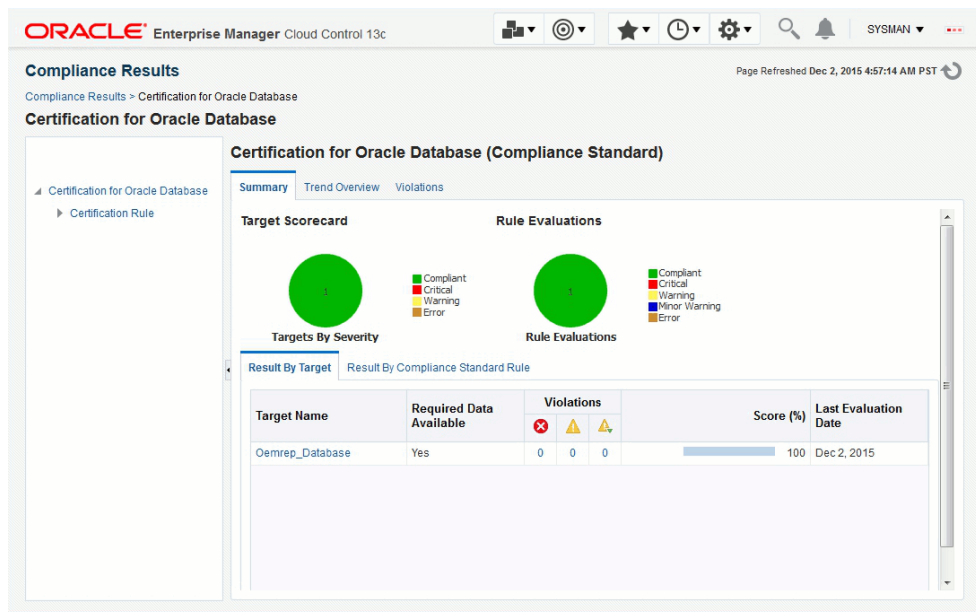 ORACLE Enterprise Manager Cloud Control 13c
SYSMAN
Compliance Results
Page Refreshed Dec 2, 2015 4:57:14 AM PST
Compliance Results > Certification for Oracle Database
Certification for Oracle Database
Certification for Oracle Database
Certification Rule
Certification for Oracle Database (Compliance Standard)
Summary Trend Overview Violations
Target Scorecard
1
Compliant
Critical
Warning
Error
Targets By Severity
Rule Evaluations
1
Compliant
Critical
Warning
Minor Warning
Error
Rule Evaluations
Result By Target Result By Compliance Standard Rule
Target Name
Required Data
Available
Violations
Score (%)
Last Evaluation
Date
Oemrep_Database Yes 0 0 0 100 Dec 2, 2015